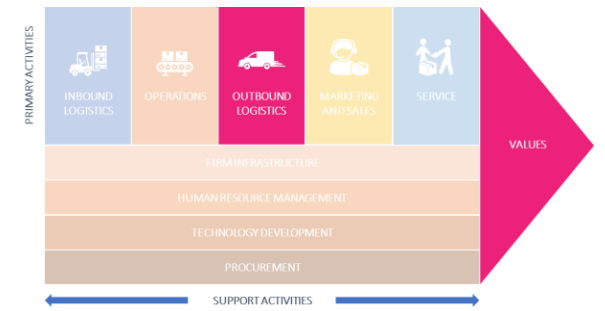 PRIMARY ACTIVITIES
INBOUND
LOGISTICS
OPERATIONS
OUTBOUND
LOGISTICS
MARKETING
AND SALES
SERVICE
VALUES
FIRM INFRASTRUCTURE
HUMAN RESOURCE MANAGEMENT
TECHNOLOGY DEVELOPMENT
PROCUREMENT
SUPPORT ACTIVITIES